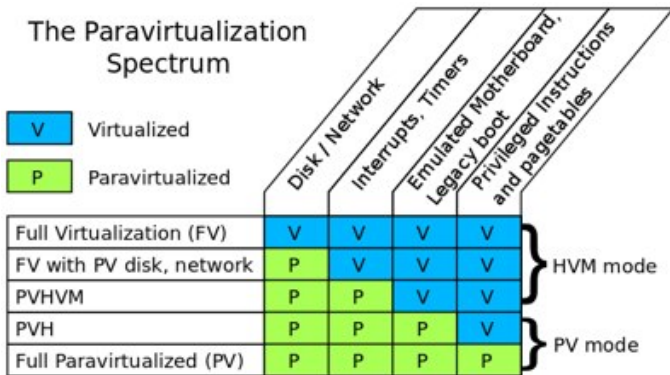 The Paravirtualization
Spectrum
V Virtualized
P Paravirtualized
Disk / Network
Interrupts, Timers
Emulated Motherboard,
Legacy boot
Privileged Instructions
and pagetables
Full Virtualization (FV) V V V V
FV with PV disk, network P V V V
PVHVM P P V V
HVM mode
PVH P P P V
Full Paravirtualized (PV) P P P P
PV mode